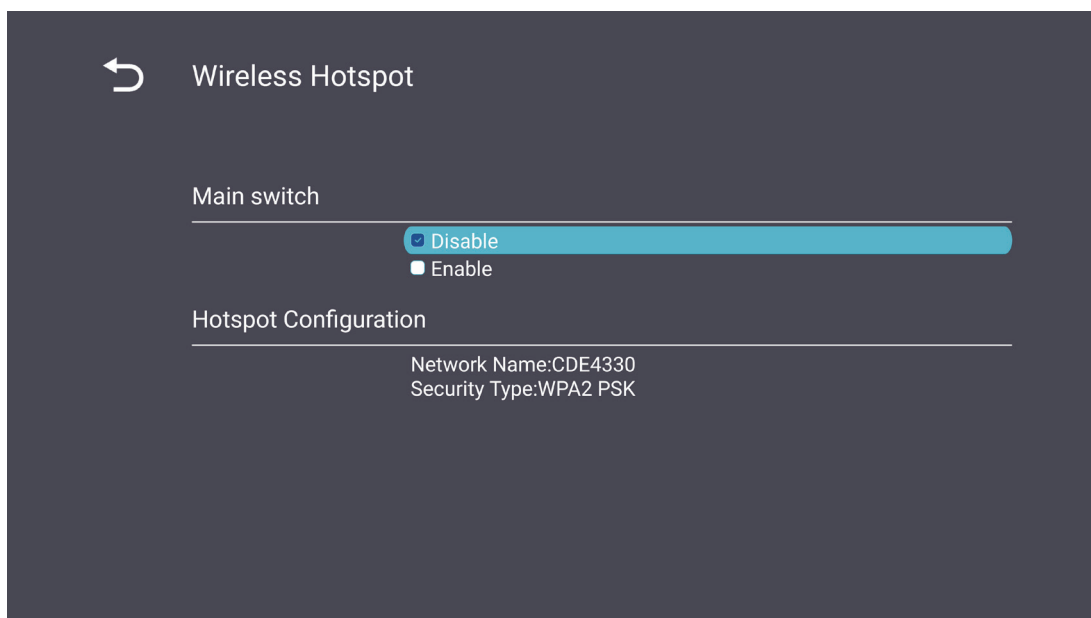 Wireless Hotspot
Main switch
Disable
Enable
Hotspot Configuration
Network Name:CDE4330
Security Type:WPA2 PSK